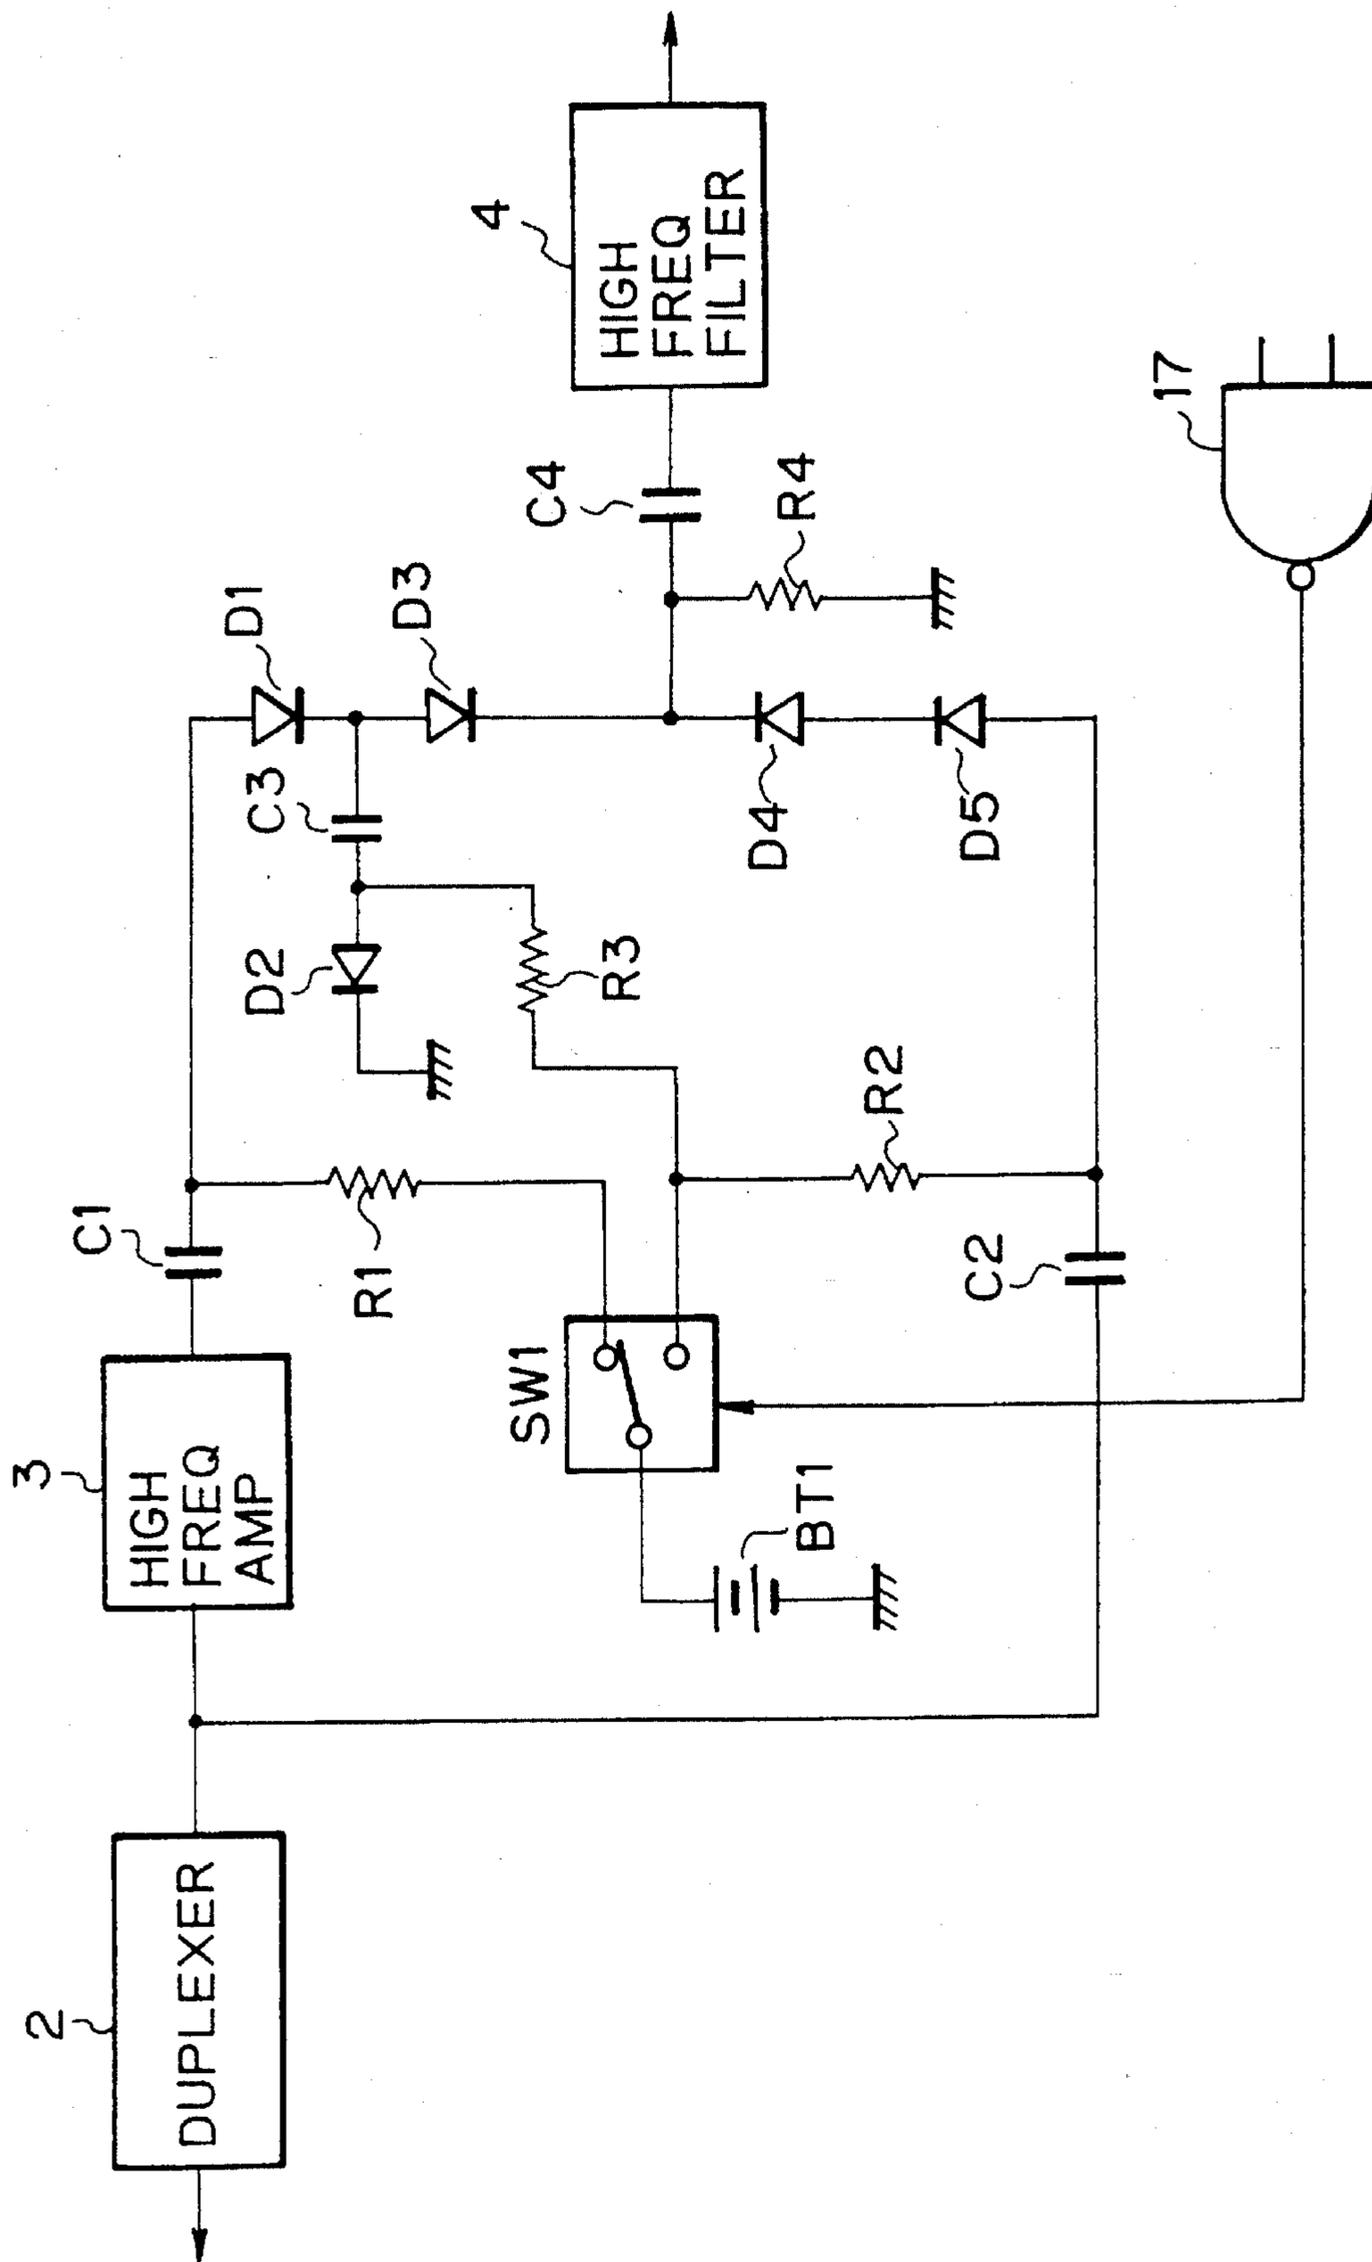 2
DUPLEXER
3
HIGH
FREQ
AMP
C1
R1
SW1
BT1
C2
R2
R3
D2
C3
D1
D3
D4
D5
C4
R4
4
HIGH
FREQ
FILTER
17